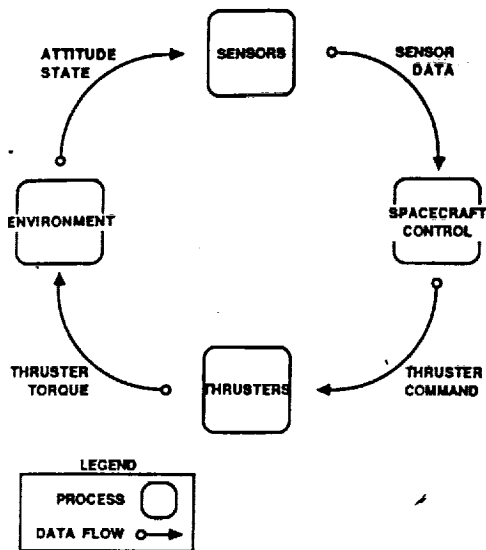 ATTITUDE
STATE
SENSORS
SENSOR
DATA
ENVIRONMENT
SPACECRAFT
CONTROL
THRUSTER
TORQUE
THRUSTERS
THRUSTER
COMMAND
LEGEND
PROCESS
DATA FLOW